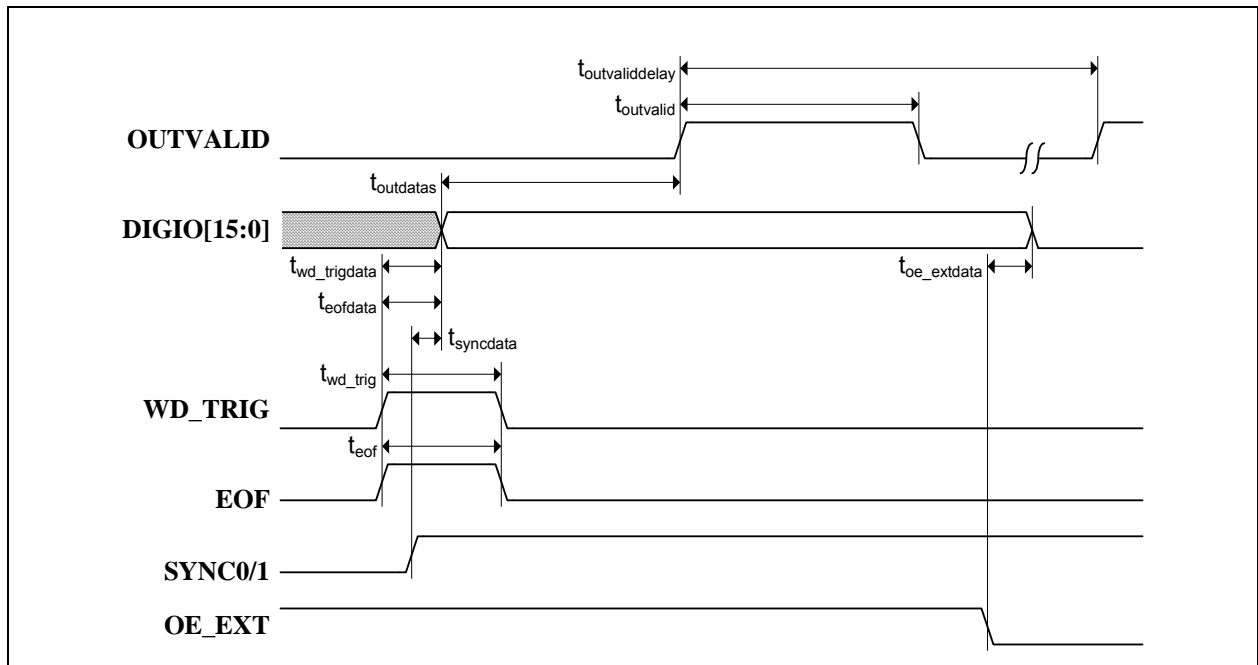 toutvaliddelay
toutvalid
OUTVALID
toutdatas
DIGIO[15:0]
twd_trigdata
toe_extdata
teofdata
tsyncdata
twd_trig
WD_TRIG
teof
EOF
SYNC0/1
OE_EXT